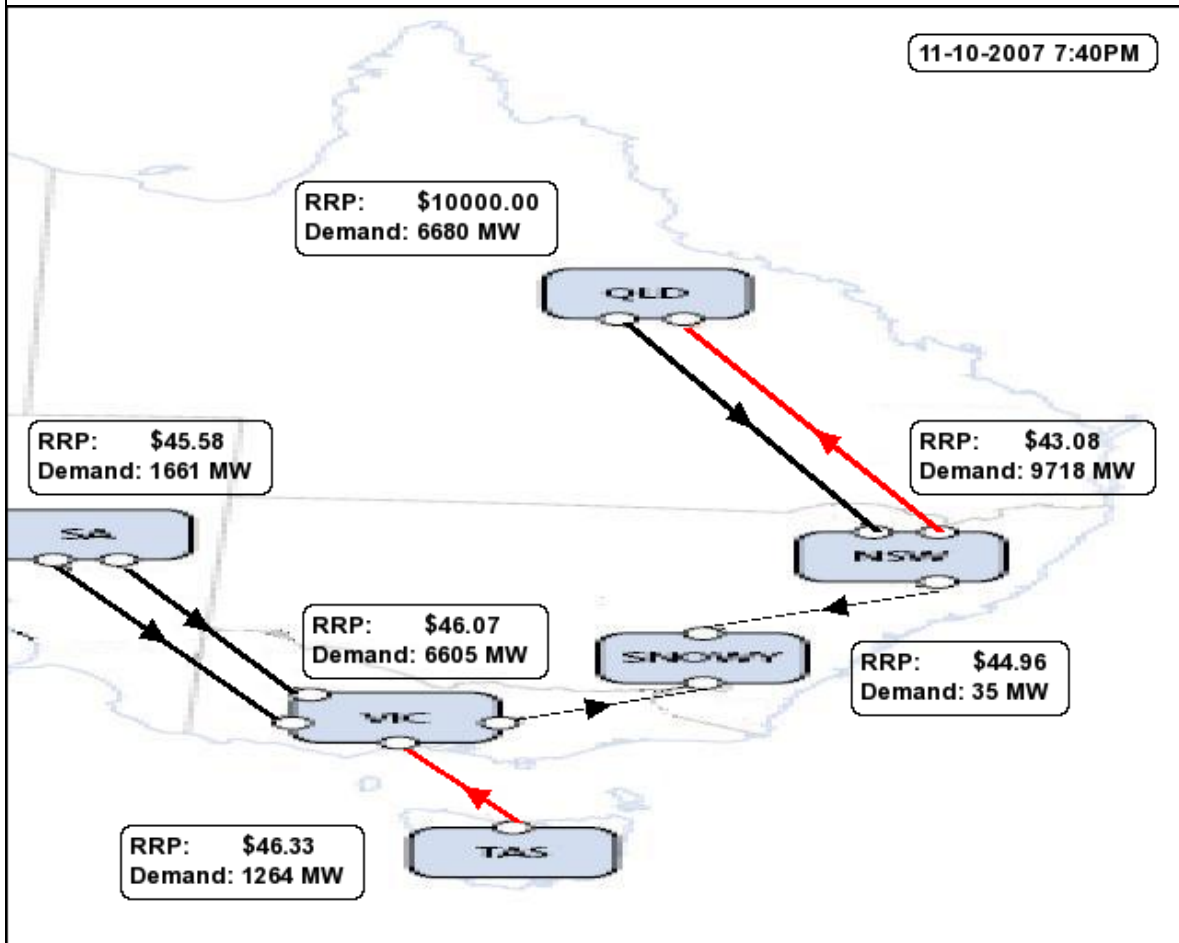 11-10-2007 7:40PM
RRP: $10000.00
Demand: 6680 MW
QLD
RRP: $45.58
Demand: 1661 MW
RRP: $43.08
Demand: 9718 MW
SA
NSW
RRP: $46.07
Demand: 6605 MW
SNOWY
RRP: $44.96
Demand: 35 MW
VIC
RRP: $46.33
Demand: 1264 MW
TAS